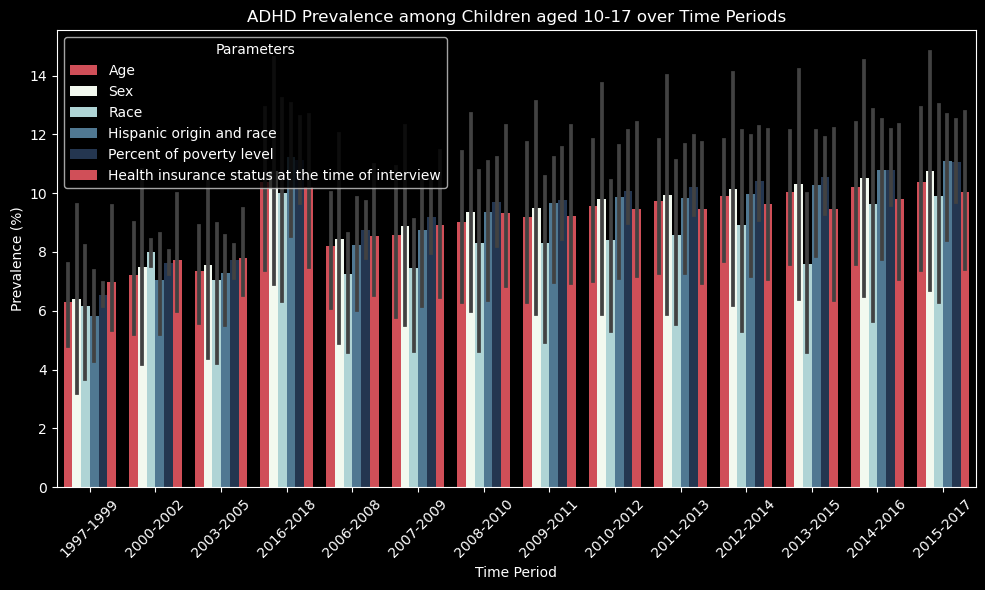 ADHD Prevalence among Children aged 10-17 over Time Periods
Parameters
Age
Sex
Race
Hispanic origin and race
Percent of poverty level
Health insurance status at the time of interview
Prevalence (%)
14
12
10
8
6
4
2
0
1997-1999
2000-2002
2003-2005
2016-2018
2006-2008
2007-2009
2008-2010
2009-2011
2010-2012
2011-2013
2012-2014
2013-2015
2014-2016
2015-2017
Time Period